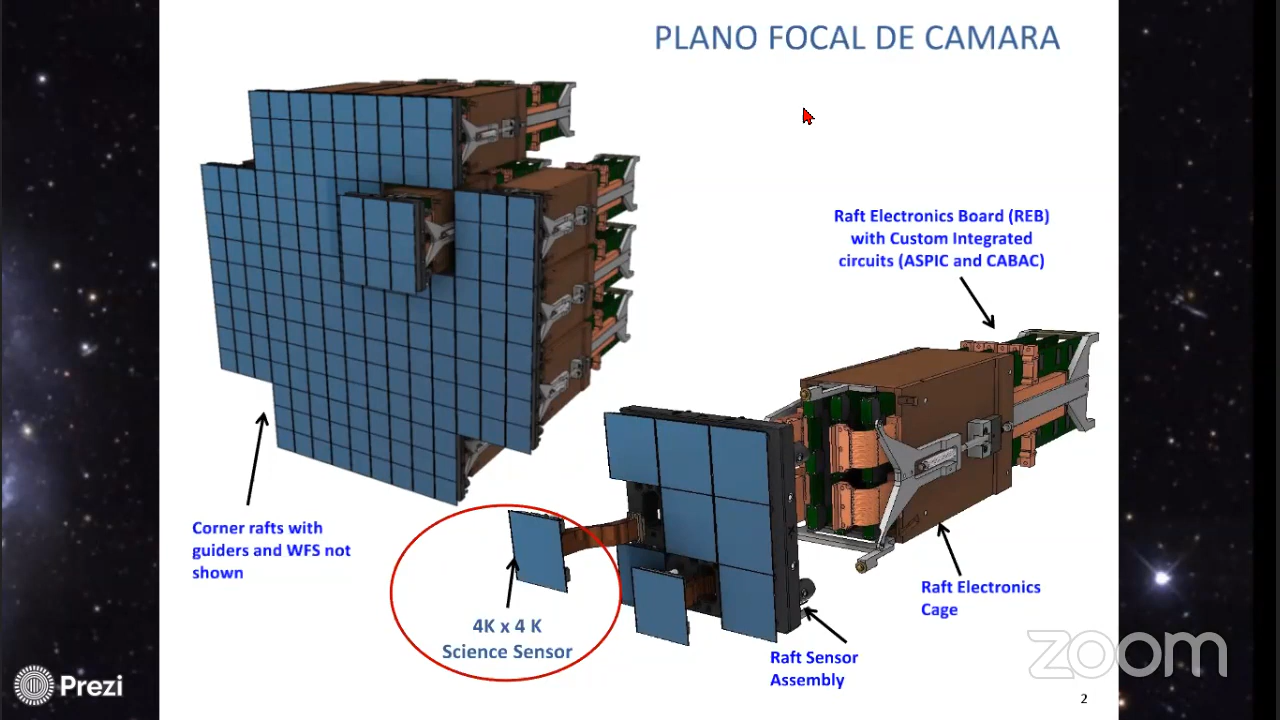 PLANO FOCAL DE CAMARA
Raft Electronics Board (REB)
with Custom Integrated
circuits (ASPIC and CABAC)
Corner rafts with
guiders and WFS not
shown
4K x 4 K
Science Sensor
Raft Electronics
Cage
Raft Sensor
Assembly
zoom
Prezi
2